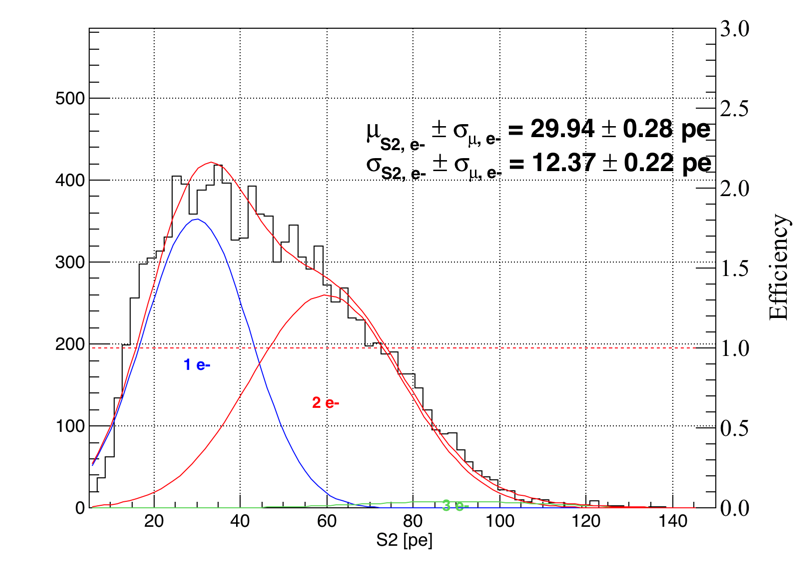 3.0
500
2.5
μS2, e- ± σμ, e- = 29.94 ± 0.28 pe
σS2, e- ± σμ, e- = 12.37 ± 0.22 pe
400
2.0
300
1.5
Efficiency
200
1.0
1 e-
2 e-
100
0.5
3 e-
0
0.0
20 40 60 80 100 120 140
S2 [pe]